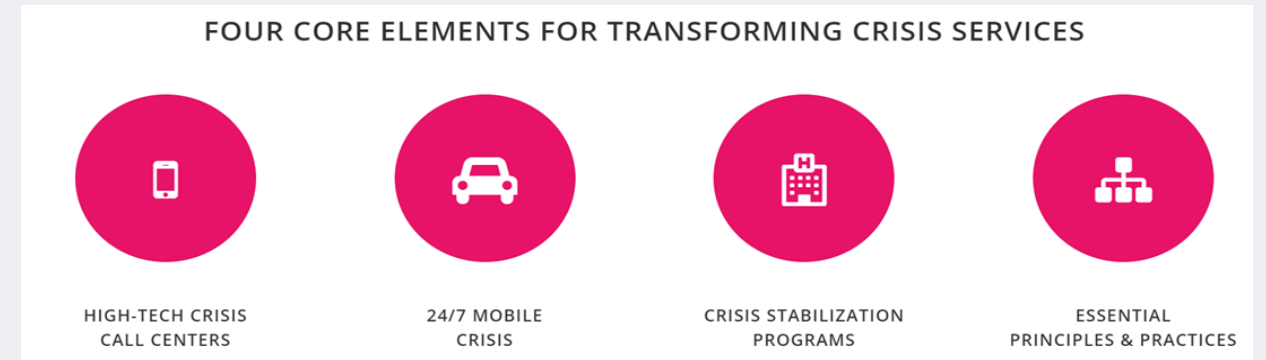 FOUR CORE ELEMENTS FOR TRANSFORMING CRISIS SERVICES
H
HIGH-TECH CRISIS
CALL CENTERS
24/7 MOBILE
CRISIS
CRISIS STABILIZATION
PROGRAMS
ESSENTIAL
PRINCIPLES & PRACTICES